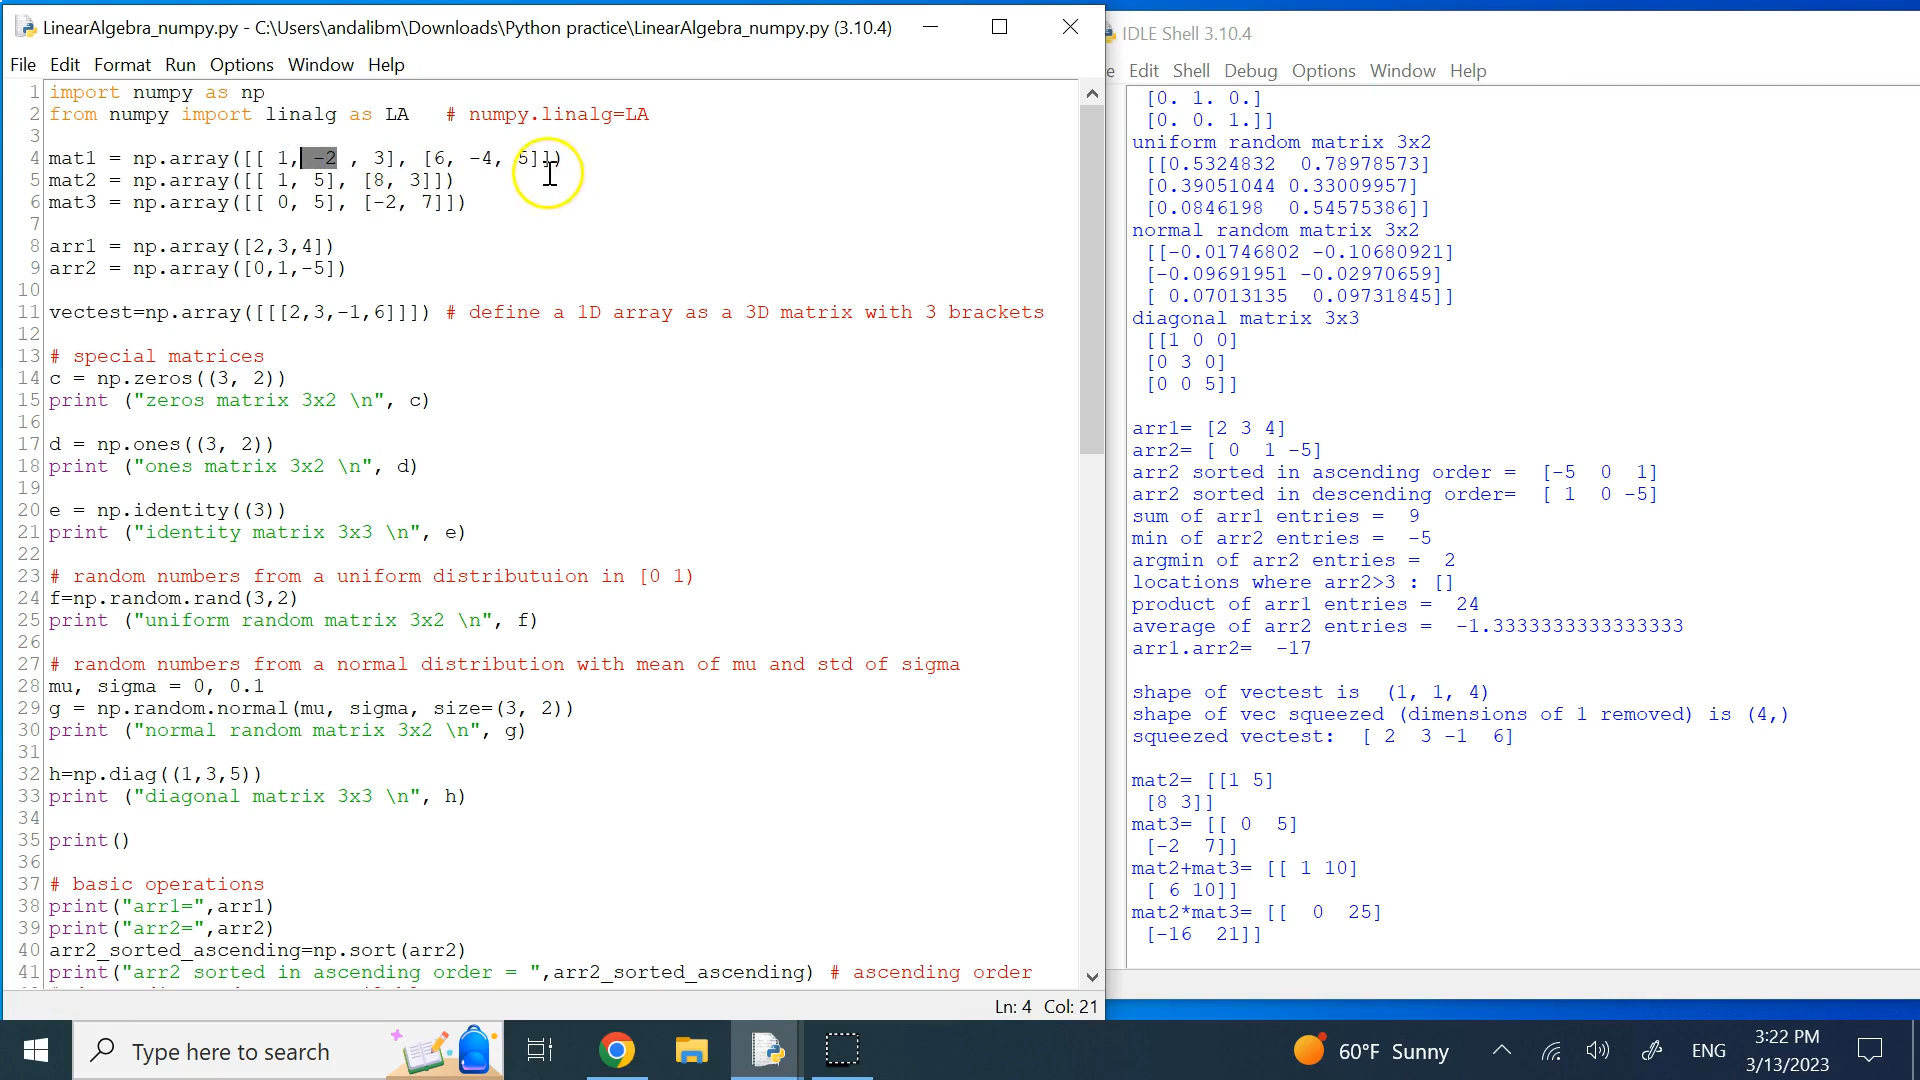 LinearAlgebra_numpy.py - C:\Users\andalibm\Downloads\Python practice\LinearAlgebra_numpy.py (3.10.4)
File Edit Format Run Options Window Help
1 import numpy as np
2 from numpy import linalg as LA   # numpy.linalg=LA
3
4 mat1 = np.array([[ 1, -2 , 3], [6, -4, 5]])
5 mat2 = np.array([[ 1, 5], [8, 3]])
6 mat3 = np.array([[ 0, 5], [-2, 7]])
7
8 arr1 = np.array([2,3,4])
9 arr2 = np.array([0,1,-5])
10
11 vectest=np.array([[[2,3,-1,6]]]) # define a 1D array as a 3D matrix with 3 brackets
12
13 # special matrices
14 c = np.zeros((3, 2))
15 print ("zeros matrix 3x2 \n", c)
16
17 d = np.ones((3, 2))
18 print ("ones matrix 3x2 \n", d)
19
20 e = np.identity((3))
21 print ("identity matrix 3x3 \n", e)
22
23 # random numbers from a uniform distributuion in [0 1)
24 f=np.random.rand(3,2)
25 print ("uniform random matrix 3x2 \n", f)
26
27 # random numbers from a normal distribution with mean of mu and std of sigma
28 mu, sigma = 0, 0.1
29 g = np.random.normal(mu, sigma, size=(3, 2))
30 print ("normal random matrix 3x2 \n", g)
31
32 h=np.diag((1,3,5))
33 print ("diagonal matrix 3x3 \n", h)
34
35 print()
36
37 # basic operations
38 print("arr1=",arr1)
39 print("arr2=",arr2)
40 arr2_sorted_ascending=np.sort(arr2)
41 print("arr2 sorted in ascending order = ",arr2_sorted_ascending) # ascending order
Ln: 4 Col: 21
IDLE Shell 3.10.4
e Edit Shell Debug Options Window Help
[0. 1. 0.]
[0. 0. 1.]]
uniform random matrix 3x2
[[0.5324832  0.78978573]
[0.39051044 0.33009957]
[0.0846198  0.54575386]]
normal random matrix 3x2
[[-0.01746802 -0.10680921]
[-0.09691951 -0.02970659]
[ 0.07013135  0.09731845]]
diagonal matrix 3x3
[[1 0 0]
[0 3 0]
[0 0 5]]
arr1= [2 3 4]
arr2= [ 0  1 -5]
arr2 sorted in ascending order =  [-5  0  1]
arr2 sorted in descending order=  [ 1  0 -5]
sum of arr1 entries =  9
min of arr2 entries =  -5
argmin of arr2 entries =  2
locations where arr2>3 : []
product of arr1 entries =  24
average of arr2 entries =  -1.3333333333333333
arr1.arr2=  -17
shape of vectest is  (1, 1, 4)
shape of vec squeezed (dimensions of 1 removed) is (4,)
squeezed vectest:  [ 2  3 -1  6]
mat2= [[1 5]
[8 3]]
mat3= [[ 0  5]
[-2  7]]
mat2+mat3= [[ 1 10]
[ 6 10]]
mat2*mat3= [[  0  25]
[-16  21]]
Type here to search
60°F Sunny
ENG
3:22 PM
3/13/2023